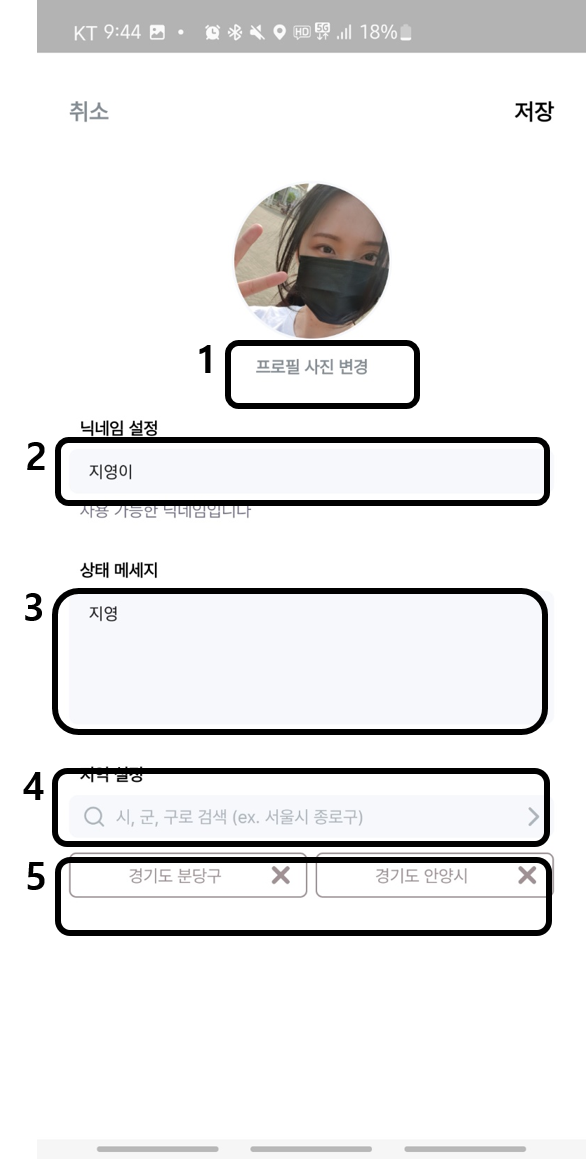 KT 9:44 HD 5G 18%
취소 저장
1
프로필 사진 변경
닉네임 설정
2
지영이
사용 가능한 닉네임입니다
상태 메세지
3
지영
지역 설정
4
시, 군, 구로 검색 (ex. 서울시 종로구)
5
경기도 분당구 경기도 안양시